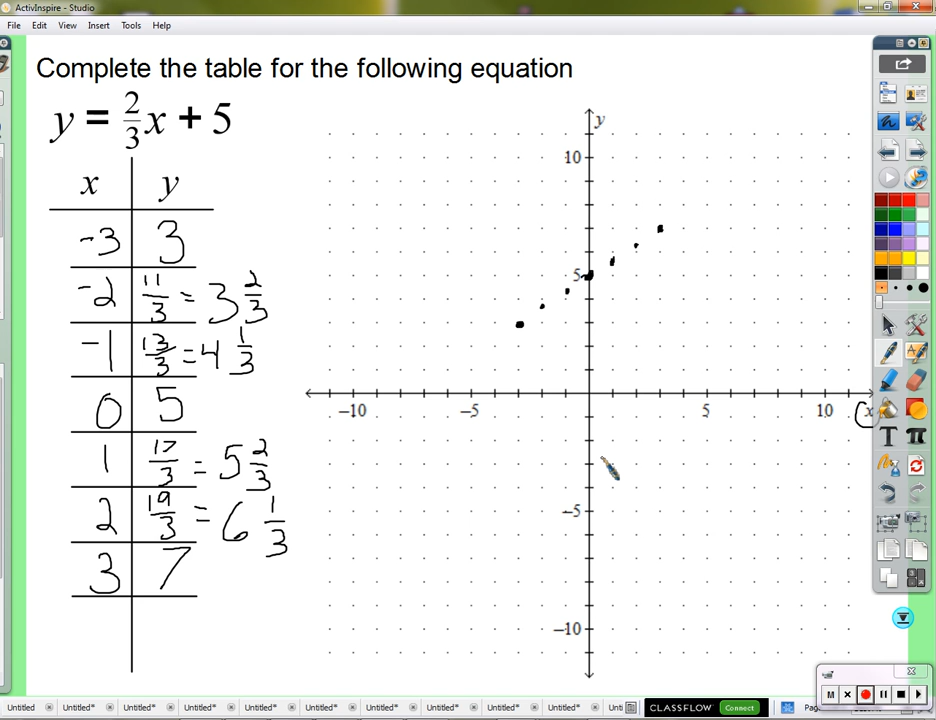 ActivInspire - Studio
File Edit View Insert Tools Help
Complete the table for the following equation
y = 2/3 x + 5
x y
-3 3
-2 11/3 = 3 2/3
-1 13/3 = 4 1/3
0 5
1 17/3 = 5 2/3
2 19/3 = 6 1/3
3 7
y
10
5
-10 -5 5 10 x
-5
-10
T π
M
Untitled Untitled* Untitled* Untitled* Untitled* Untitled* Untitled* Untitled* Untitled* Unti CLASSFLOW Connect Pag